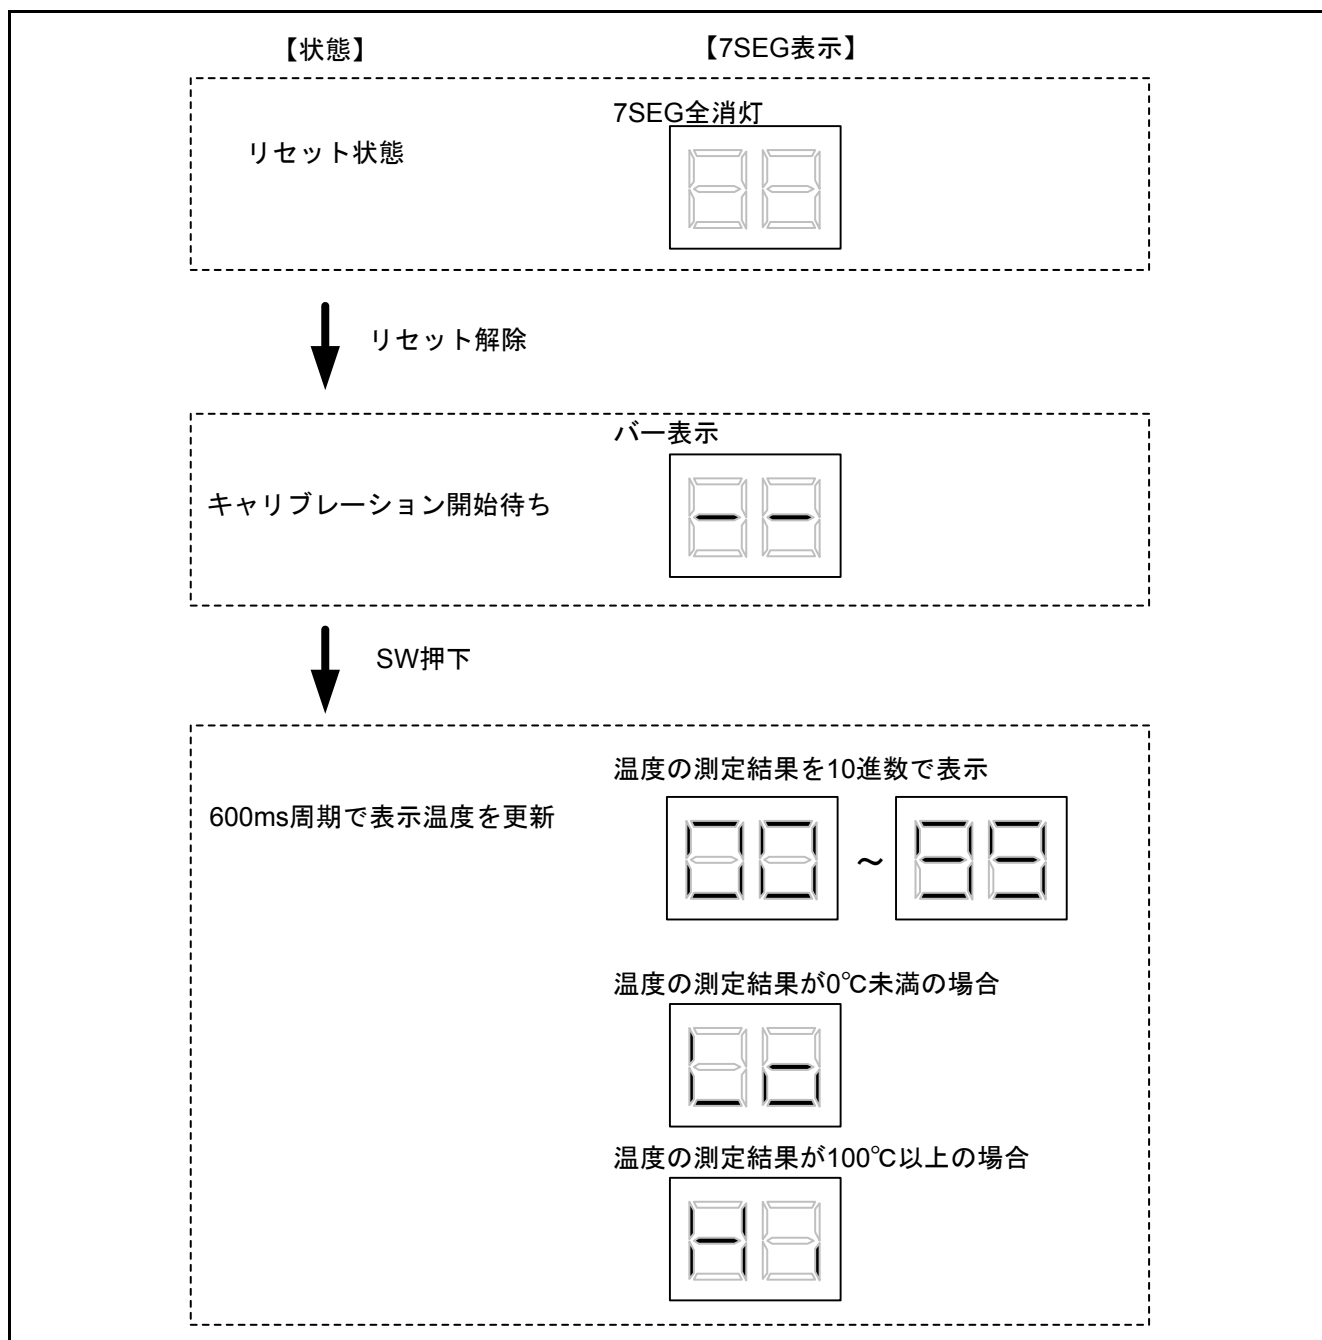 【状態】 【7SEG表示】
7SEG全消灯
リセット状態
リセット解除
バー表示
キャリブレーション開始待ち
SW押下
温度の測定結果を10進数で表示
600ms周期で表示温度を更新
00 ～ 99
温度の測定結果が0℃未満の場合
Lo
温度の測定結果が100℃以上の場合
Hi